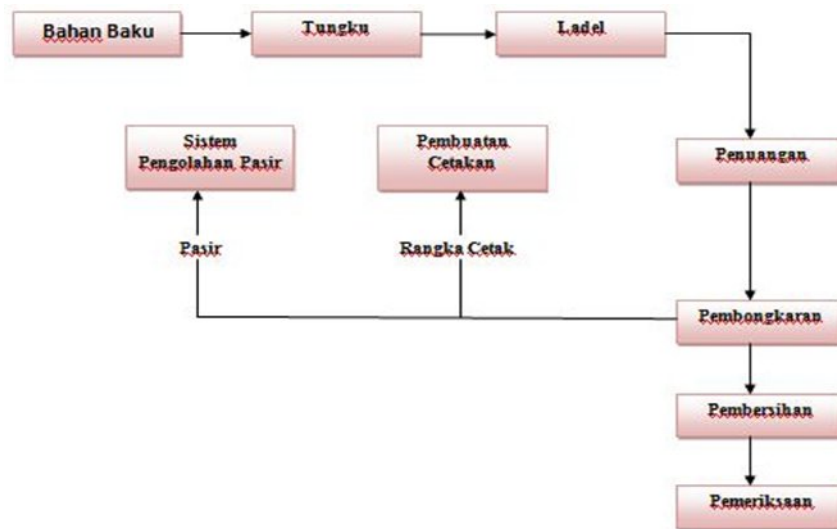 Bahan Baku
Tungku
Ladel
Sistem
Pengolahan Pasir
Pembuatan
Cetakan
Penuangan
Pasir
Rangka Cetak
Pembongkaran
Pembersihan
Pemeriksaan